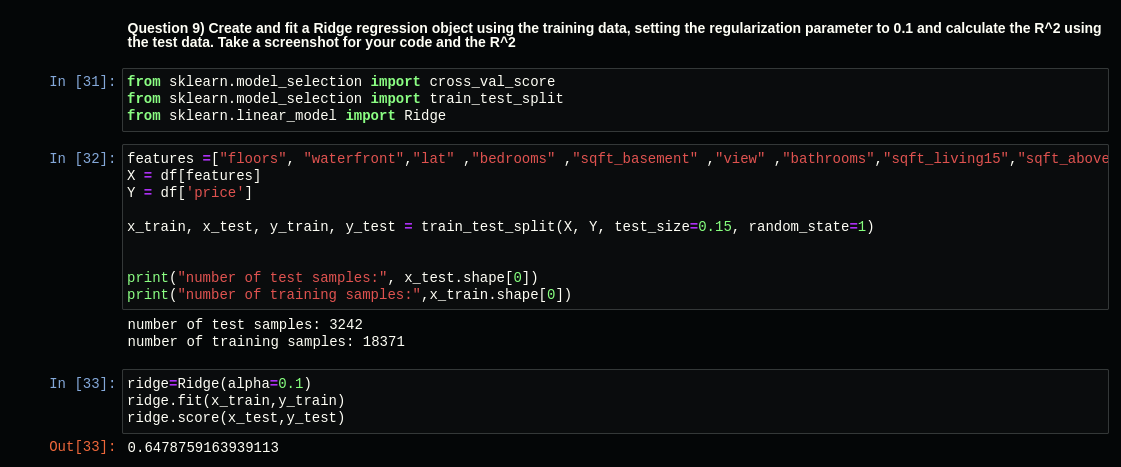 Question 9) Create and fit a Ridge regression object using the training data, setting the regularization parameter to 0.1 and calculate the R^2 using
the test data. Take a screenshot for your code and the R^2
In [31]: from sklearn.model_selection import cross_val_score
from sklearn.model_selection import train_test_split
from sklearn.linear_model import Ridge
In [32]: features =["floors", "waterfront","lat" ,"bedrooms" ,"sqft_basement" ,"view" ,"bathrooms","sqft_living15","sqft_above
X = df[features]
Y = df['price']
x_train, x_test, y_train, y_test = train_test_split(X, Y, test_size=0.15, random_state=1)
print("number of test samples:", x_test.shape[0])
print("number of training samples:",x_train.shape[0])
number of test samples: 3242
number of training samples: 18371
In [33]: ridge=Ridge(alpha=0.1)
ridge.fit(x_train,y_train)
ridge.score(x_test,y_test)
Out[33]: 0.6478759163939113